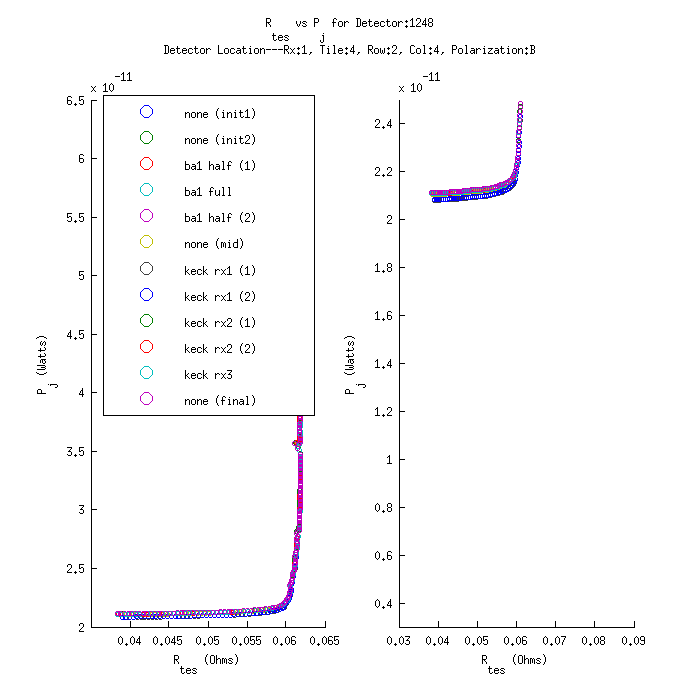 R_tes vs P_j for Detector:1248
Detector Location---Rx:1, Tile:4, Row:2, Col:4, Polarization:B
x 10^-11
6.5
6
5.5
5
4.5
4
3.5
3
2.5
2
P_j (Watts)
none (init1)
none (init2)
ba1 half (1)
ba1 full
ba1 half (2)
none (mid)
keck rx1 (1)
keck rx1 (2)
keck rx2 (1)
keck rx2 (2)
keck rx3
none (final)
0.04 0.045 0.05 0.055 0.06 0.065
R_tes (Ohms)
x 10^-11
2.4
2.2
2
1.8
1.6
1.4
1.2
1
0.8
0.6
0.4
P_j (Watts)
0.03 0.04 0.05 0.06 0.07 0.08 0.09
R_tes (Ohms)